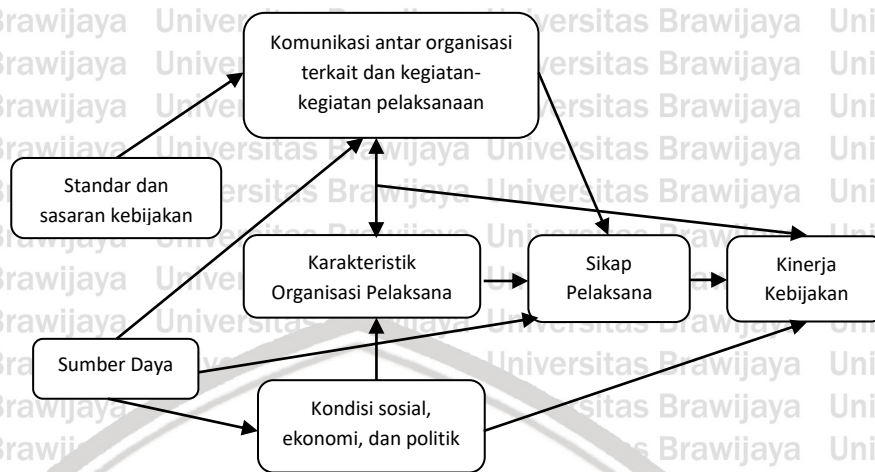 Komunikasi antar organisasi
terkait dan kegiatan-
kegiatan pelaksanaan
Standar dan
sasaran kebijakan
Karakteristik
Organisasi Pelaksana
Sikap
Pelaksana
Kinerja
Kebijakan
Sumber Daya
Kondisi sosial,
ekonomi, dan politik